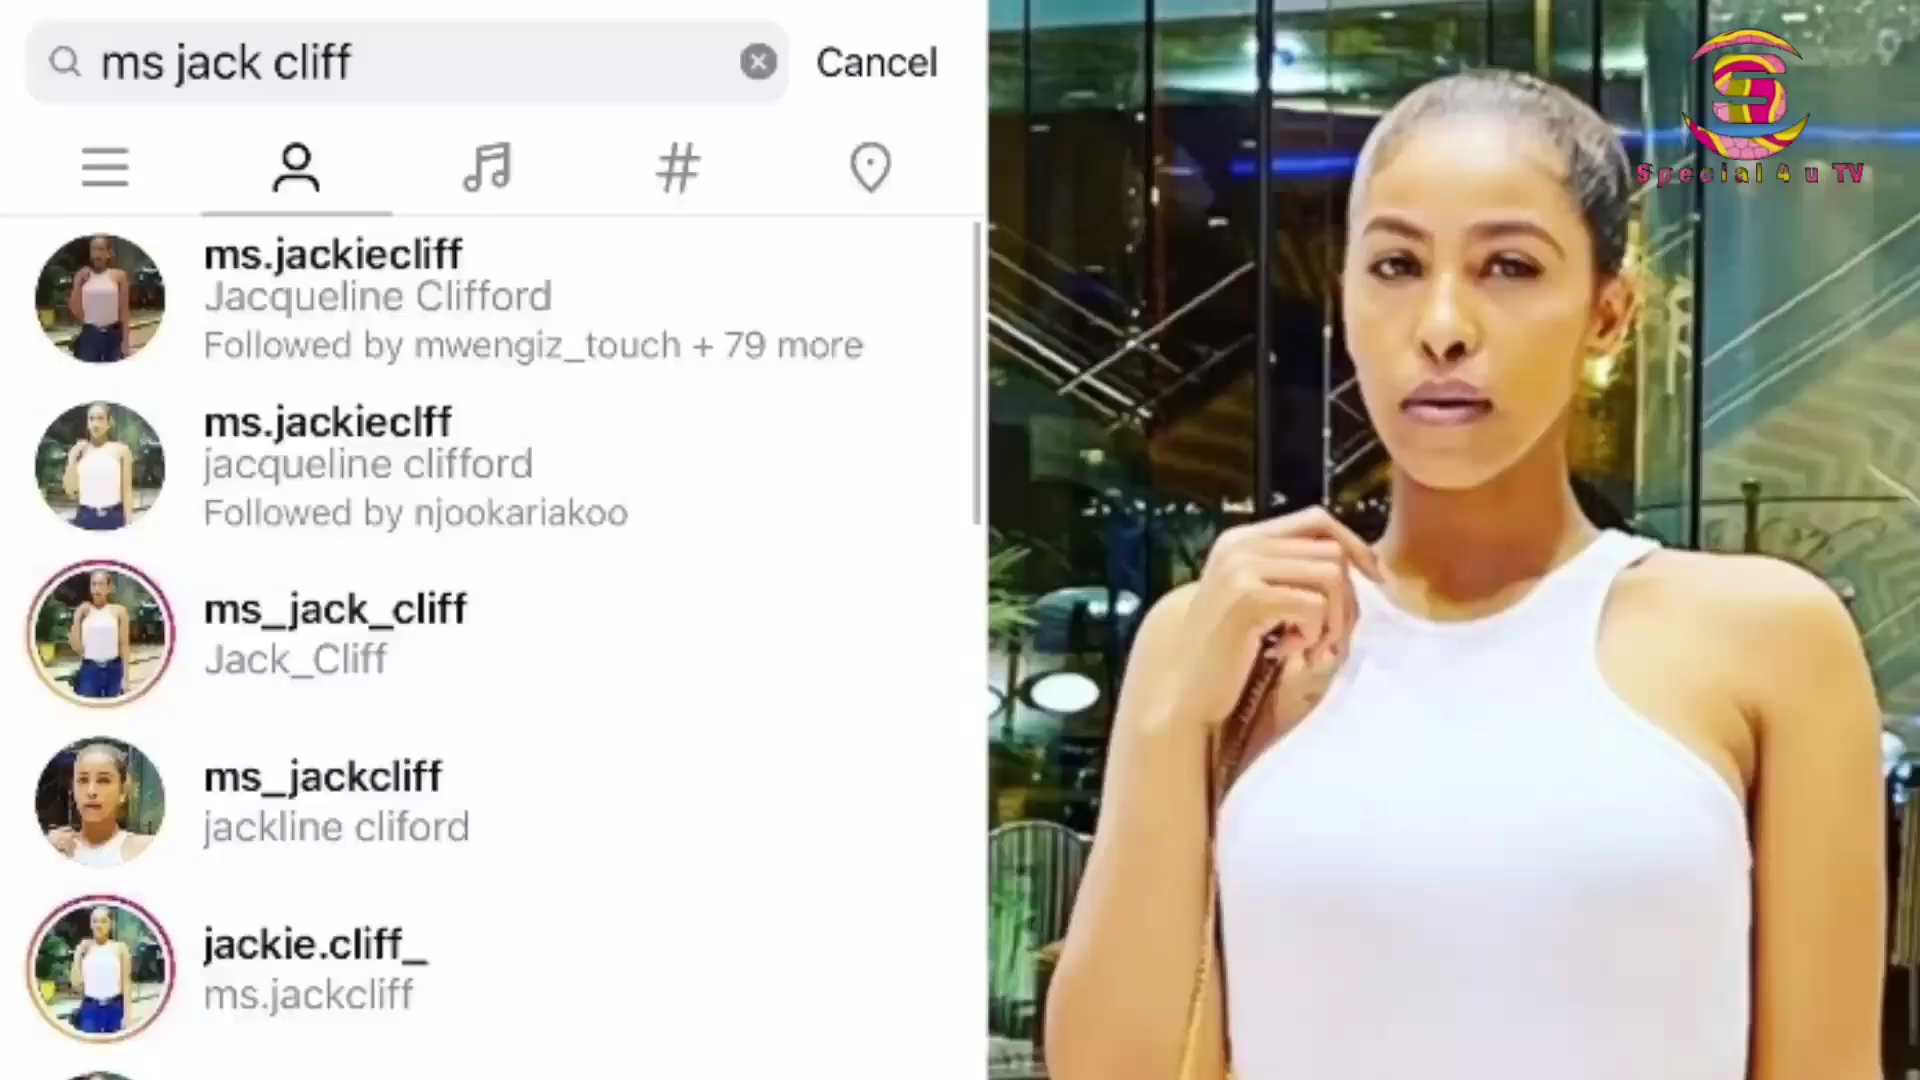 ms jack cliff
Cancel
#
ms.jackiecliff
Jacqueline Clifford
Followed by mwengiz_touch + 79 more
ms.jackieclff
jacqueline clifford
Followed by njookariakoo
ms_jack_cliff
Jack_Cliff
ms_jackcliff
jackline cliford
jackie.cliff_
ms.jackcliff
S
Special 4 u TV